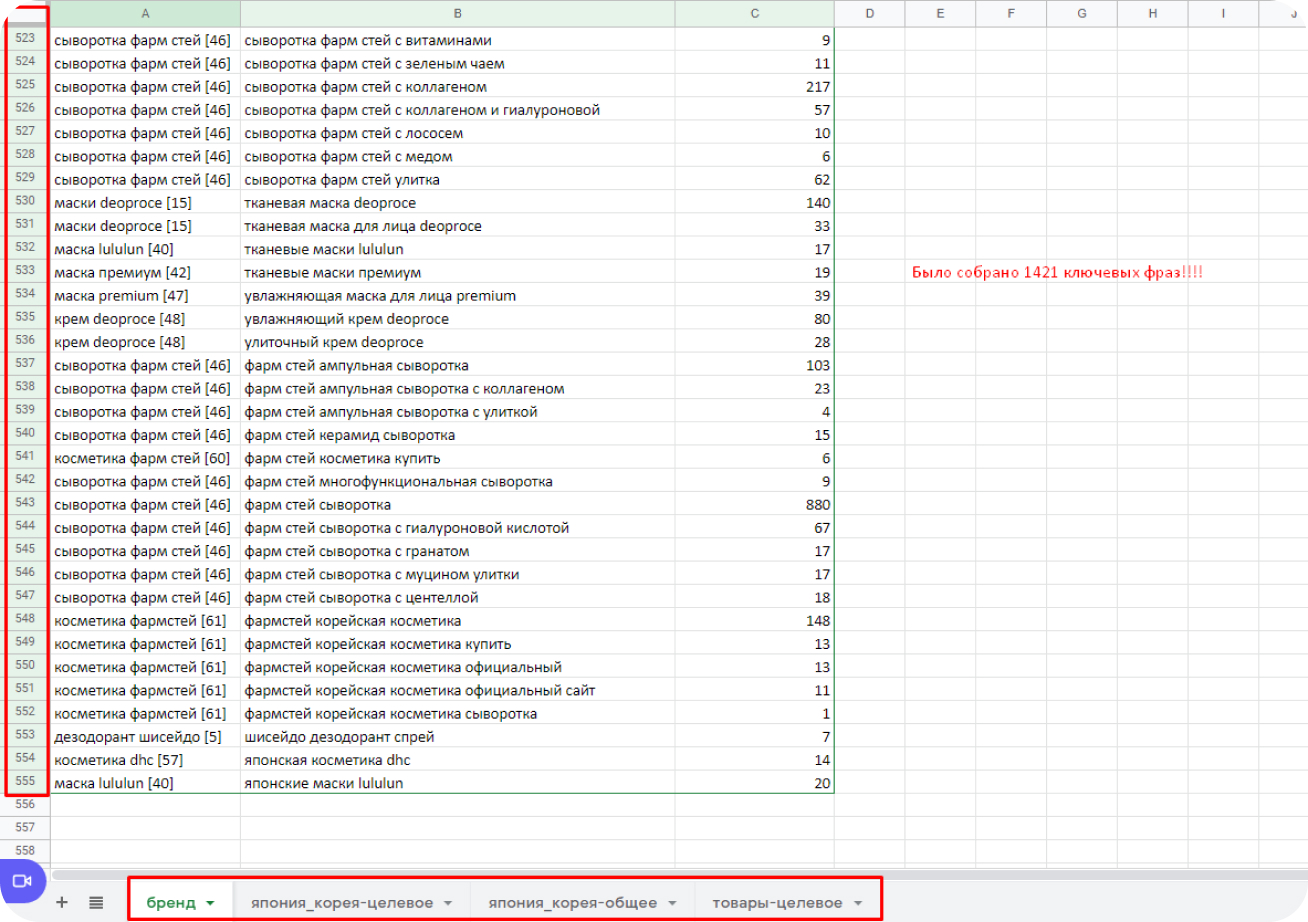 A B C D E F G H I J
523 сыворотка фарм стей [46] сыворотка фарм стей с витаминами 9
524 сыворотка фарм стей [46] сыворотка фарм стей с зеленым чаем 11
525 сыворотка фарм стей [46] сыворотка фарм стей с коллагеном 217
526 сыворотка фарм стей [46] сыворотка фарм стей с коллагеном и гиалуроновой 57
527 сыворотка фарм стей [46] сыворотка фарм стей с лососем 10
528 сыворотка фарм стей [46] сыворотка фарм стей с медом 6
529 сыворотка фарм стей [46] сыворотка фарм стей улитка 62
530 маски deoproce [15] тканевая маска deoproce 140
531 маски deoproce [15] тканевая маска для лица deoproce 33
532 маска lululun [40] тканевые маски lululun 17
533 маска премиум [42] тканевые маски премиум 19 Было собрано 1421 ключевых фраз!!!!
534 маска premium [47] увлажняющая маска для лица premium 39
535 крем deoproce [48] увлажняющий крем deoproce 80
536 крем deoproce [48] улиточный крем deoproce 28
537 сыворотка фарм стей [46] фарм стей ампульная сыворотка 103
538 сыворотка фарм стей [46] фарм стей ампульная сыворотка с коллагеном 23
539 сыворотка фарм стей [46] фарм стей ампульная сыворотка с улиткой 4
540 сыворотка фарм стей [46] фарм стей керамид сыворотка 15
541 косметика фарм стей [60] фарм стей косметика купить 6
542 сыворотка фарм стей [46] фарм стей многофункциональная сыворотка 9
543 сыворотка фарм стей [46] фарм стей сыворотка 880
544 сыворотка фарм стей [46] фарм стей сыворотка с гиалуроновой кислотой 67
545 сыворотка фарм стей [46] фарм стей сыворотка с гранатом 17
546 сыворотка фарм стей [46] фарм стей сыворотка с муцином улитки 17
547 сыворотка фарм стей [46] фарм стей сыворотка с центеллой 18
548 косметика фармстей [61] фармстей корейская косметика 148
549 косметика фармстей [61] фармстей корейская косметика купить 13
550 косметика фармстей [61] фармстей корейская косметика официальный 13
551 косметика фармстей [61] фармстей корейская косметика официальный сайт 11
552 косметика фармстей [61] фармстей корейская косметика сыворотка 1
553 дезодорант шисейдо [5] шисейдо дезодорант спрей 7
554 косметика dhc [57] японская косметика dhc 14
555 маска lululun [40] японские маски lululun 20
556
557
558
бренд япония_корея-целевое япония_корея-общее товары-целевое